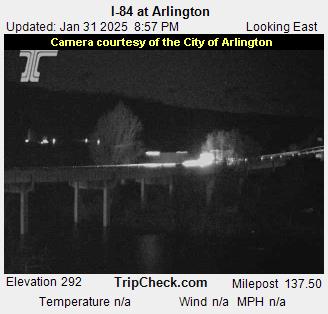 I-84 at Arlington
Updated: Jan 31 2025 8:57 PM Looking East
Camera courtesy of the City of Arlington
Elevation 292 TripCheck.com Milepost 137.50
Temperature n/a Wind n/a MPH n/a